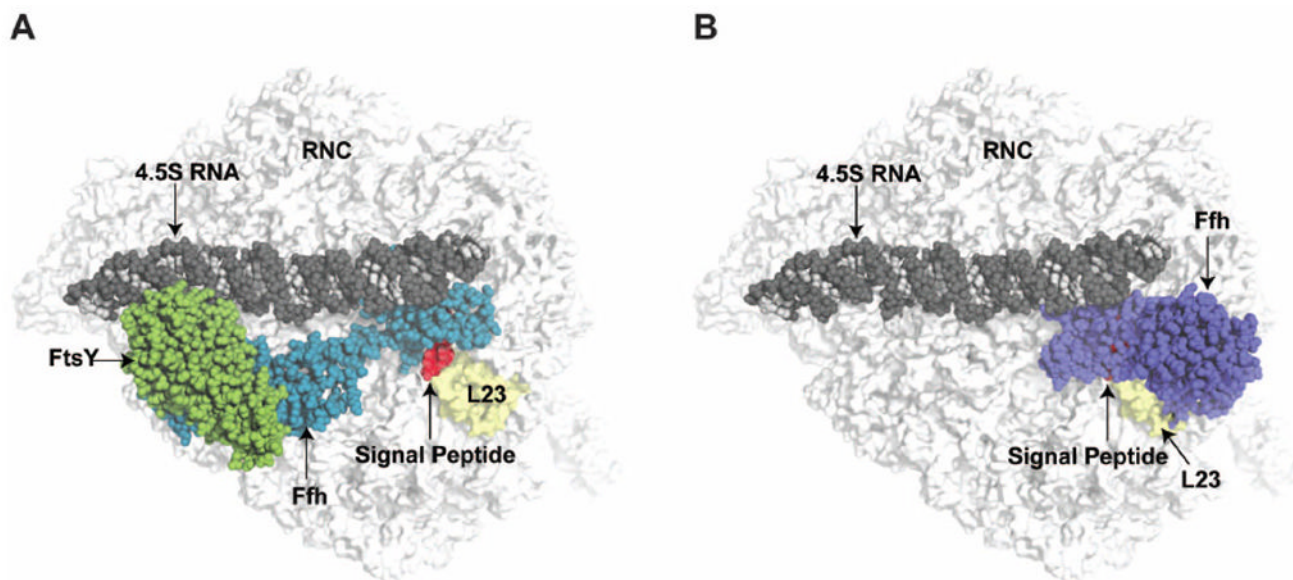 A
RNC
4.5S RNA
FtsY
L23
Signal Peptide
Ffh
B
RNC
4.5S RNA
Ffh
Signal Peptide
L23